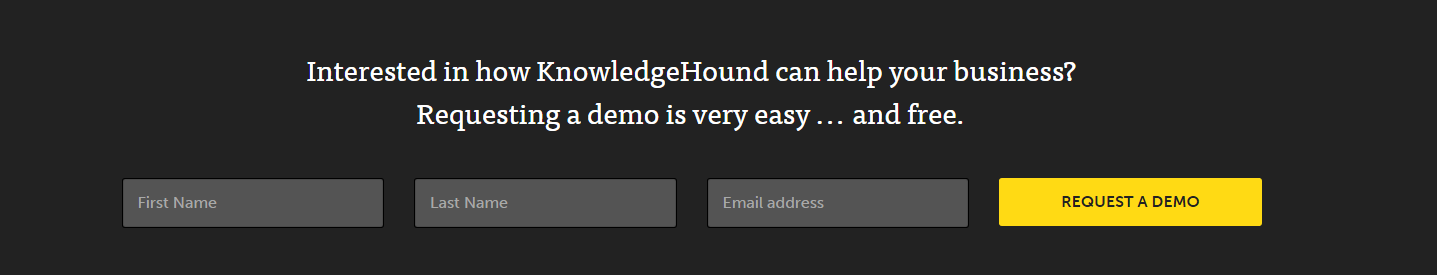 Interested in how KnowledgeHound can help your business?
Requesting a demo is very easy ... and free.
First Name
Last Name
Email address
REQUEST A DEMO